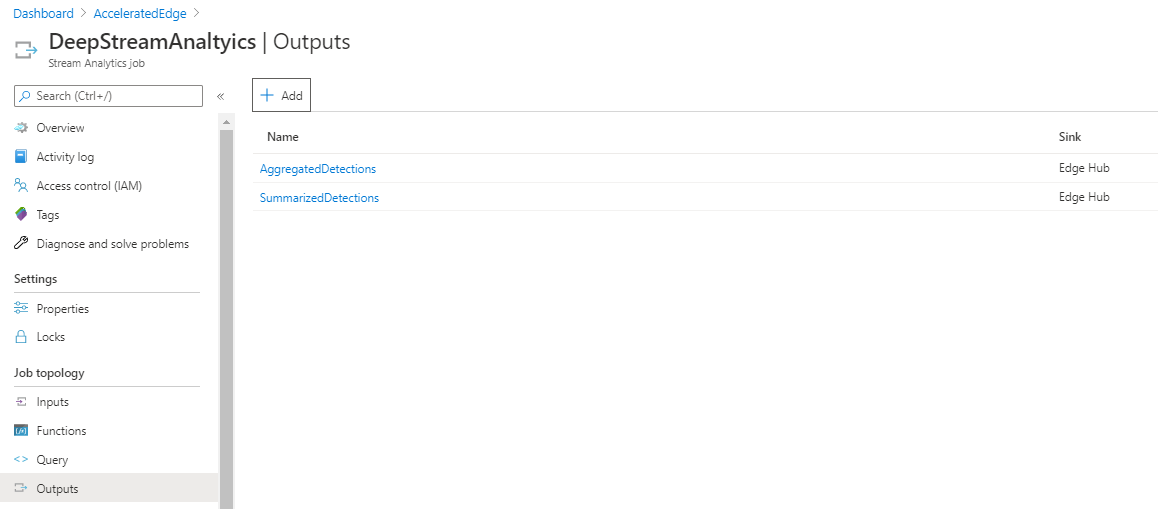 Dashboard > AcceleratedEdge >
DeepStreamAnaltyics | Outputs
Stream Analytics job
Search (Ctrl+/)
«
Overview
Activity log
Access control (IAM)
Tags
Diagnose and solve problems
Settings
Properties
Locks
Job topology
Inputs
Functions
Query
Outputs
+ Add
Name Sink
AggregatedDetections Edge Hub
SummarizedDetections Edge Hub